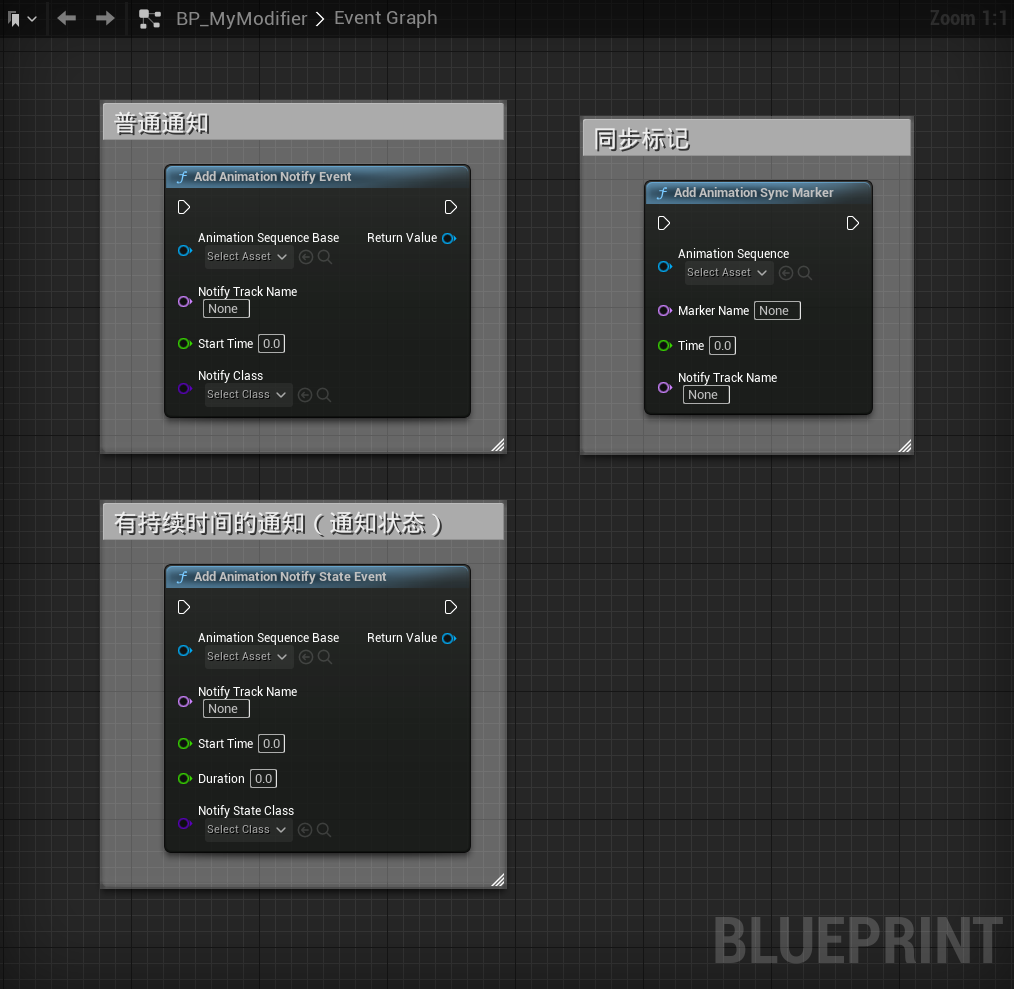 BP_MyModifier > Event Graph
Zoom 1:1
普通通知
Add Animation Notify Event
Animation Sequence Base
Return Value
Select Asset
Notify Track Name
None
Start Time 0.0
Notify Class
Select Class
同步标记
Add Animation Sync Marker
Animation Sequence
Select Asset
Marker Name None
Time 0.0
Notify Track Name
None
有持续时间的通知（通知状态）
Add Animation Notify State Event
Animation Sequence Base
Return Value
Select Asset
Notify Track Name
None
Start Time 0.0
Duration 0.0
Notify State Class
Select Class
BLUEPRINT